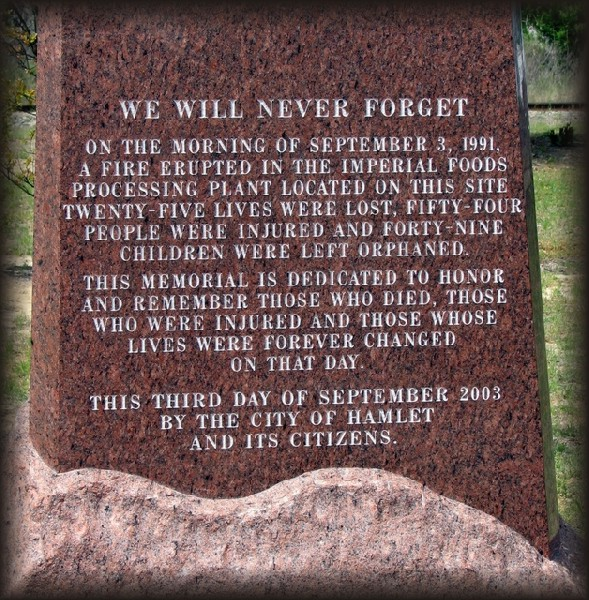 WE WILL NEVER FORGET
ON THE MORNING OF SEPTEMBER 3, 1991,
A FIRE ERUPTED IN THE IMPERIAL FOODS
PROCESSING PLANT LOCATED ON THIS SITE
TWENTY-FIVE LIVES WERE LOST, FIFTY-FOUR
PEOPLE WERE INJURED AND FORTY-NINE
CHILDREN WERE LEFT ORPHANED.
THIS MEMORIAL IS DEDICATED TO HONOR
AND REMEMBER THOSE WHO DIED, THOSE
WHO WERE INJURED AND THOSE WHOSE
LIVES WERE FOREVER CHANGED
ON THAT DAY.
THIS THIRD DAY OF SEPTEMBER 2003
BY THE CITY OF HAMLET
AND ITS CITIZENS.